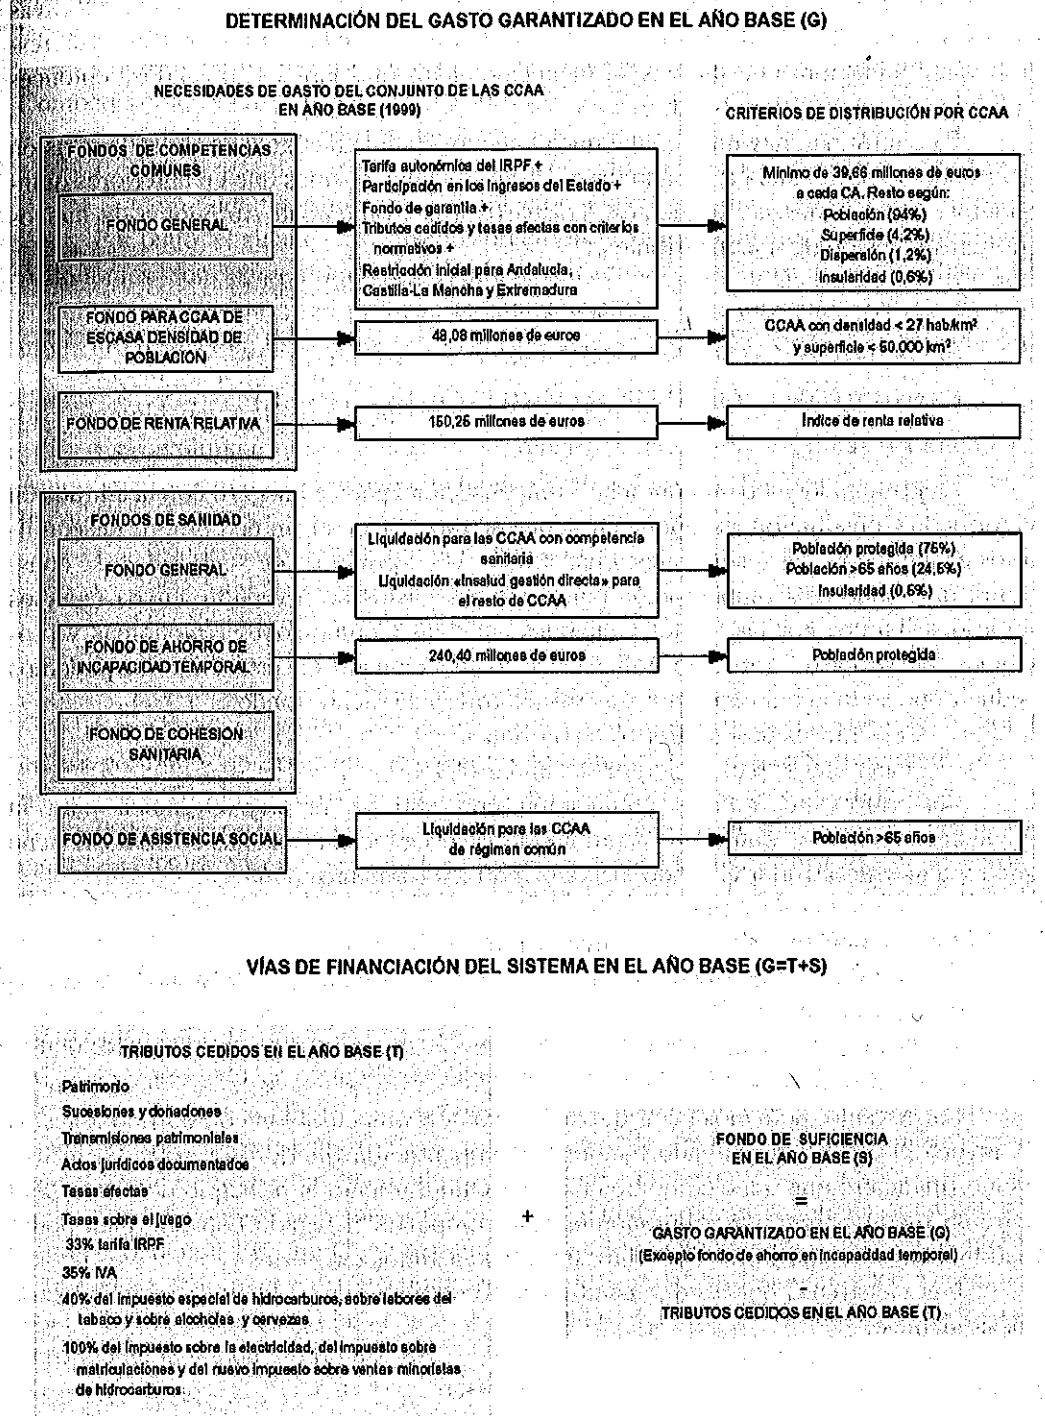 DETERMINACIÓN DEL GASTO GARANTIZADO EN EL AÑO BASE (G)
NECESIDADES DE GASTO DEL CONJUNTO DE LAS CCAA
EN AÑO BASE (1999)
CRITERIOS DE DISTRIBUCIÓN POR CCAA
FONDOS DE COMPETENCIAS
COMUNES
FONDO GENERAL
Tarifa autonómica del IRPF +
Participación en los ingresos del Estado +
Fondo de garantía +
Tributos cedidos y tasas afectas con criterios
normativos +
Restricción inicial para Andalucía,
Castilla-La Mancha y Extremadura
Mínimo de 39,66 millones de euros
a cada CA. Resto según:
Población (94%)
Superficie (4,2%)
Dispersión (1,2%)
Insularidad (0,6%)
FONDO PARA CCAA DE
ESCASA DENSIDAD DE
POBLACIÓN
48,08 millones de euros
CCAA con densidad < 27 hab/km²
y superficie < 50.000 km²
FONDO DE RENTA RELATIVA
150,25 millones de euros
Índice de renta relativa
FONDOS DE SANIDAD
FONDO GENERAL
Liquidación para las CCAA con competencia
sanitaria
Liquidación «Insalud gestión directa» para
el resto de CCAA
Población protegida (75%)
Población >65 años (24,5%)
Insularidad (0,5%)
FONDO DE AHORRO DE
INCAPACIDAD TEMPORAL
240,40 millones de euros
Población protegida
FONDO DE COHESIÓN
SANITARIA
FONDO DE ASISTENCIA SOCIAL
Liquidación para las CCAA
de régimen común
Población >65 años
VÍAS DE FINANCIACIÓN DEL SISTEMA EN EL AÑO BASE (G=T+S)
TRIBUTOS CEDIDOS EN EL AÑO BASE (T)
Patrimonio
Sucesiones y donaciones
Transmisiones patrimoniales
Actos jurídicos documentados
Tasas afectas
Tasas sobre el juego
33% tarifa IRPF
35% IVA
40% del impuesto especial de hidrocarburos, sobre labores del
tabaco y sobre alcoholes y cervezas
100% del impuesto sobre la electricidad, del impuesto sobre
matriculaciones y del nuevo impuesto sobre ventas minoristas
de hidrocarburos
+
FONDO DE SUFICIENCIA
EN EL AÑO BASE (S)
=
GASTO GARANTIZADO EN EL AÑO BASE (G)
(Excepto fondo de ahorro en incapacidad temporal)
-
TRIBUTOS CEDIDOS EN EL AÑO BASE (T)